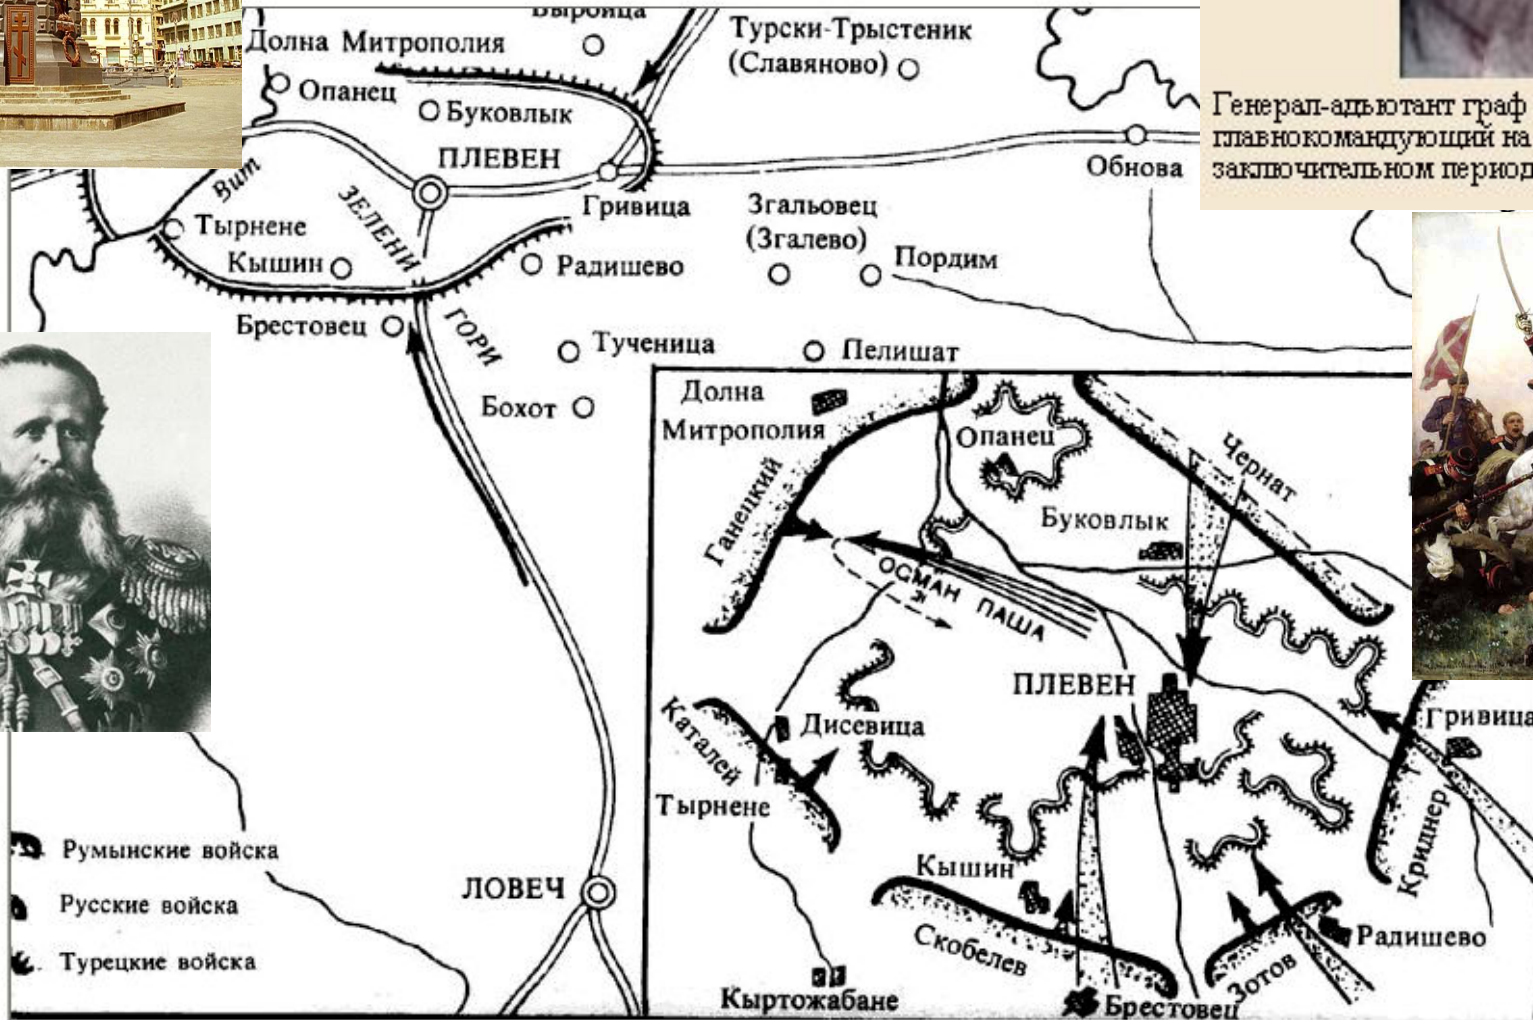 Долна Митрополия
Турски-Трыстеник
(Славяново)
Опанец
Буковлык
ПЛЕВЕН
Вит
ЗЕЛЕНИ
ГОРИ
Гривица
Обнова
Тырнене
Кышин
Радишево
Згальовец
(Згалево)
Пордим
Брестовец
Тученица
Пелишат
Бохот
ЛОВЕЧ
Румынские войска
Русские войска
Турецкие войска
Генерал-адъютант граф
главнокомандующий на
заключительном период
Долна
Митрополия
Опанец
Чернат
Ганецкий
Буковлык
ОСМАН ПАША
ПЛЕВЕН
Гривица
Каталей
Дисевица
Тырнене
Криднер
Кышин
Скобелев
Зотов
Радишево
Кыртожабане
Брестовец